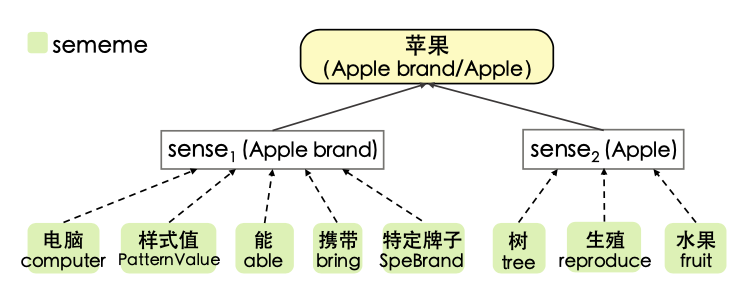 sememe
苹果
(Apple brand/Apple)
sense1 (Apple brand)
sense2 (Apple)
电脑
computer
样式值
PatternValue
能
able
携带
bring
特定牌子
SpeBrand
树
tree
生殖
reproduce
水果
fruit